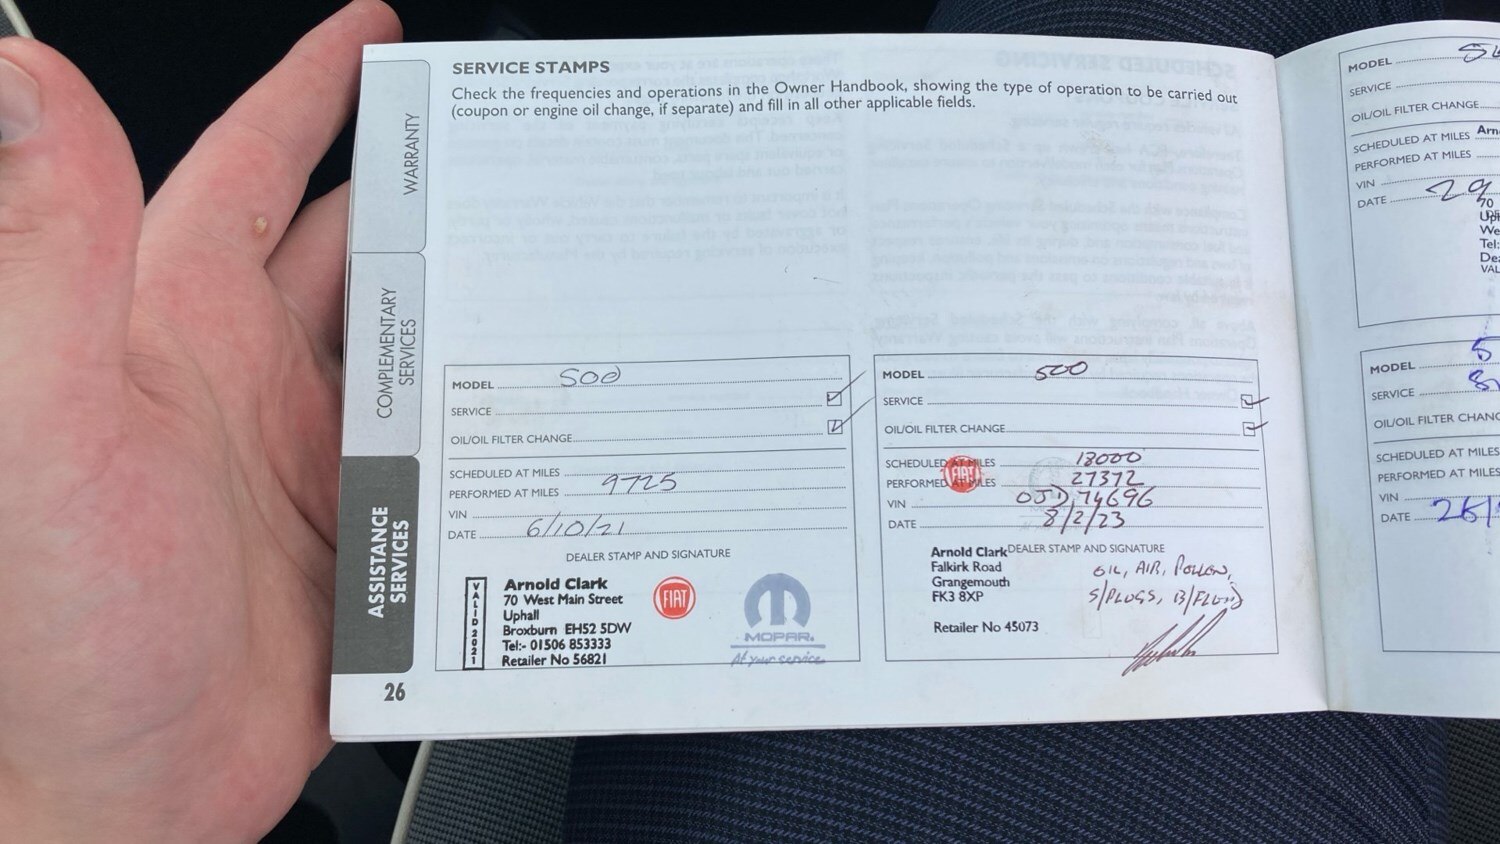 SERVICE STAMPS
Check the frequencies and operations in the Owner Handbook, showing the type of operation to be carried out
(coupon or engine oil change, if separate) and fill in all other applicable fields.
WARRANTY
COMPLEMENTARY
SERVICES
ASSISTANCE
SERVICES
26
MODEL 500
SERVICE
OIL/OIL FILTER CHANGE
SCHEDULED AT MILES
PERFORMED AT MILES 9725
VIN
DATE 6/10/21
DEALER STAMP AND SIGNATURE
VALID 2021
Arnold Clark
70 West Main Street
Uphall
Broxburn EH52 5DW
Tel:- 01506 853333
Retailer No 56821
FIAT
MOPAR
At your service
MODEL 500
SERVICE
OIL/OIL FILTER CHANGE
SCHEDULED AT MILES 18000
PERFORMED AT MILES 27372
FIAT
VIN 74696
DATE 8/2/23
DEALER STAMP AND SIGNATURE
Arnold Clark
Falkirk Road
Grangemouth
FK3 8XP
Retailer No 45073
OIL, AIR, POLLEN,
S/PLUGS, B/FLUID
MODEL
SERVICE
OIL/OIL FILTER CHANGE
SCHEDULED AT MILES
PERFORMED AT MILES
VIN
DATE 29
70
We
Tel:
VAL
MODEL
SERVICE
OIL/OIL FILTER CHANG
SCHEDULED AT MILES
PERFORMED AT MILES
VIN
DATE 26/